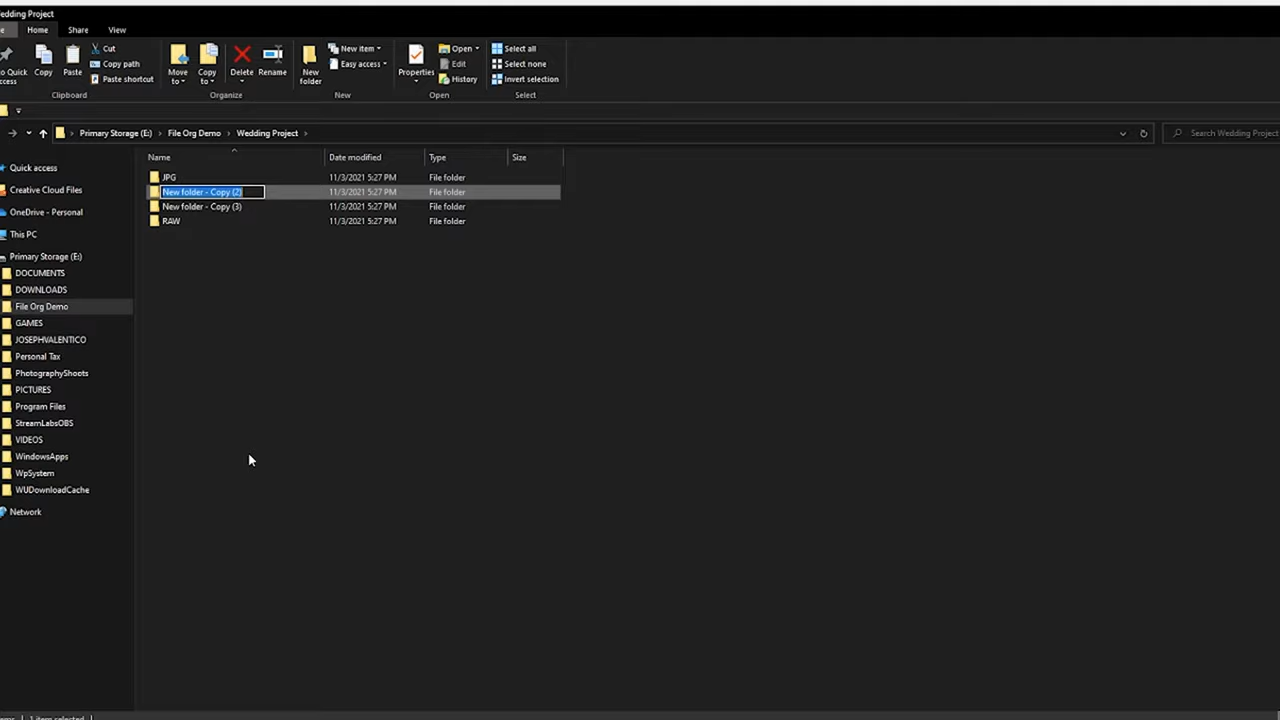 edding Project
e Home Share View
o Quick
ccess
Copy
Paste
Cut
Copy path
Paste shortcut
Clipboard
Move
to
Copy
to
Delete
Rename
Organize
New
folder
New item
Easy access
New
Properties
Open
Edit
History
Open
Select all
Select none
Invert selection
Select
Primary Storage (E:) > File Org Demo > Wedding Project >
Search Wedding Project
Name Date modified Type Size
JPG 11/3/2021 5:27 PM File folder
New folder - Copy (2) 11/3/2021 5:27 PM File folder
New folder - Copy (3) 11/3/2021 5:27 PM File folder
RAW 11/3/2021 5:27 PM File folder
Quick access
Creative Cloud Files
OneDrive - Personal
This PC
Primary Storage (E:)
DOCUMENTS
DOWNLOADS
File Org Demo
GAMES
JOSEPHVALENTICO
Personal Tax
PhotographyShoots
PICTURES
Program Files
StreamLabsOBS
VIDEOS
WindowsApps
WpSystem
WUDownloadCache
Network
1 item selected